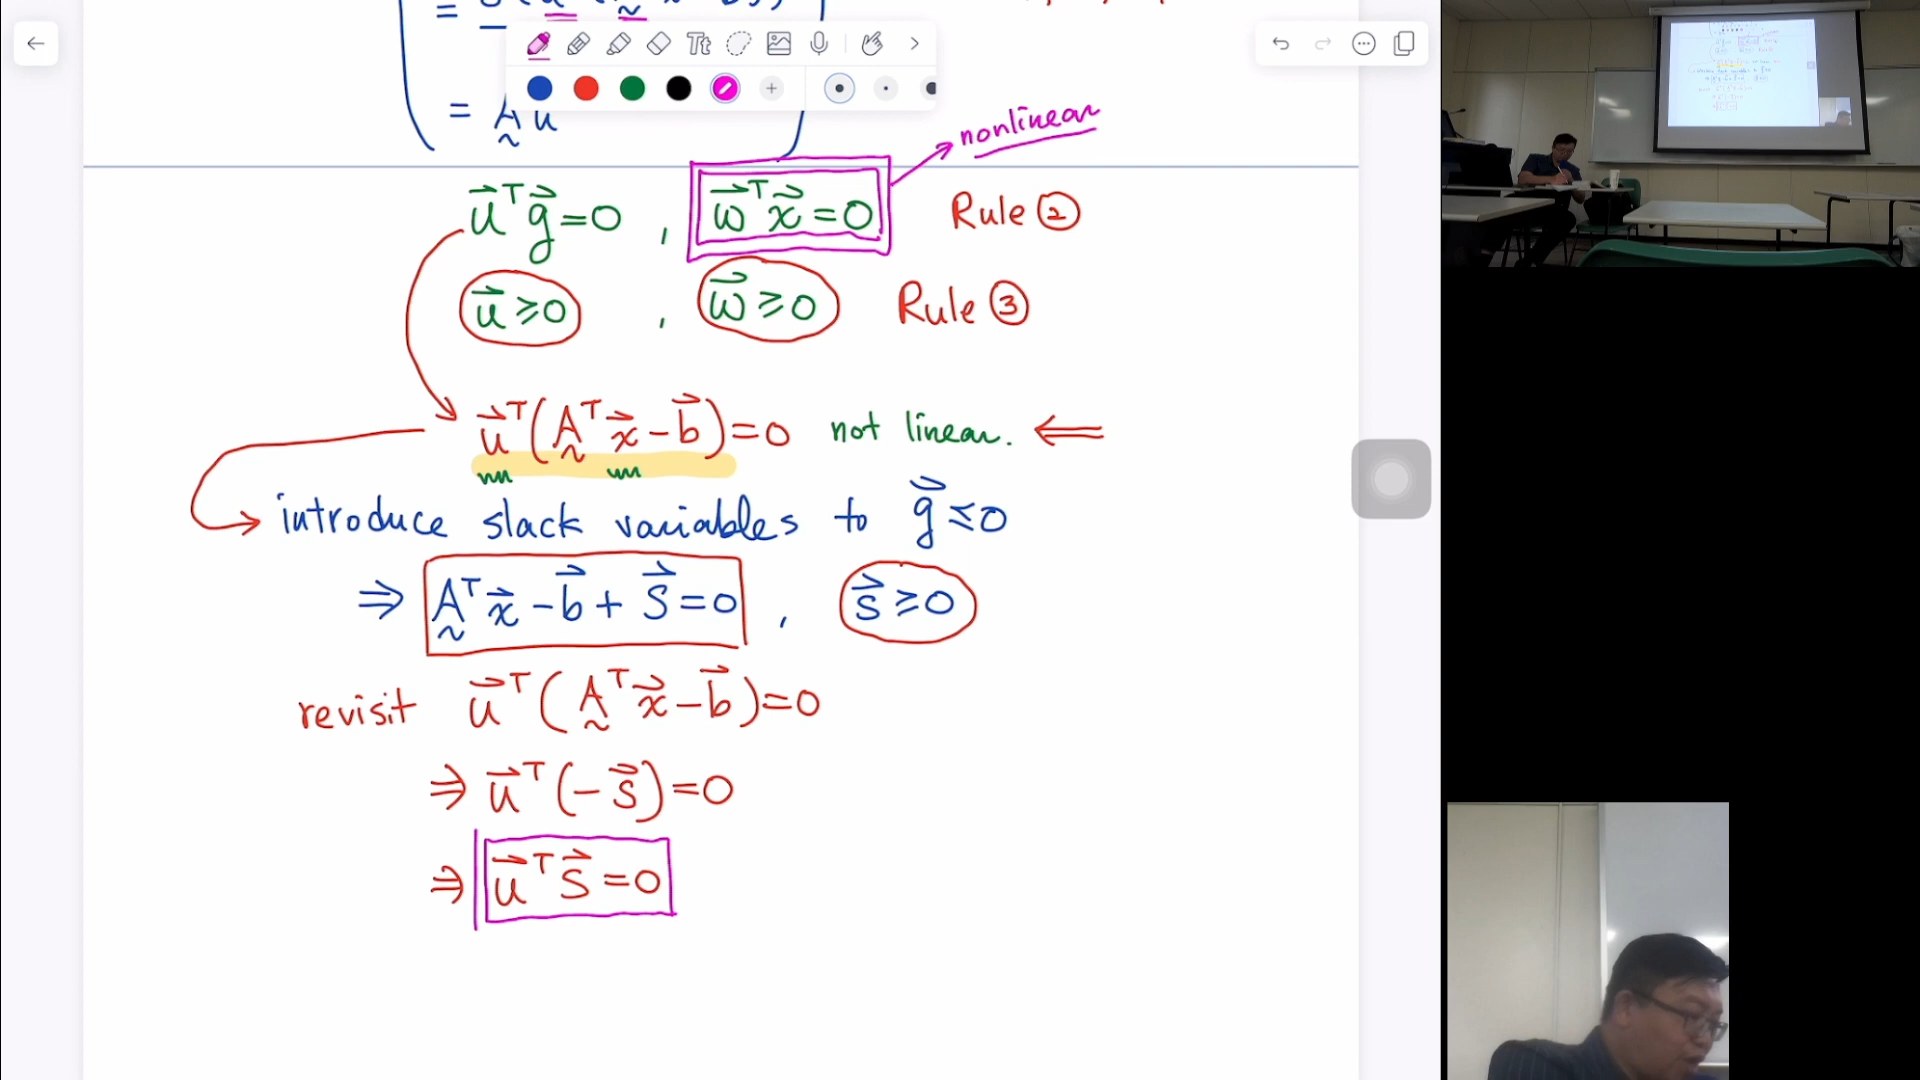 = A u
u^T g = 0 , w^T x = 0 Rule ②
nonlinear
u ≥ 0 , w ≥ 0 Rule ③
u^T (A^T x − b) = 0 not linear. ⇐
introduce slack variables to g ≤ 0
⇒ A^T x − b + s = 0 , s ≥ 0
revisit u^T (A^T x − b) = 0
⇒ u^T (−s) = 0
⇒ u^T s = 0
Tt